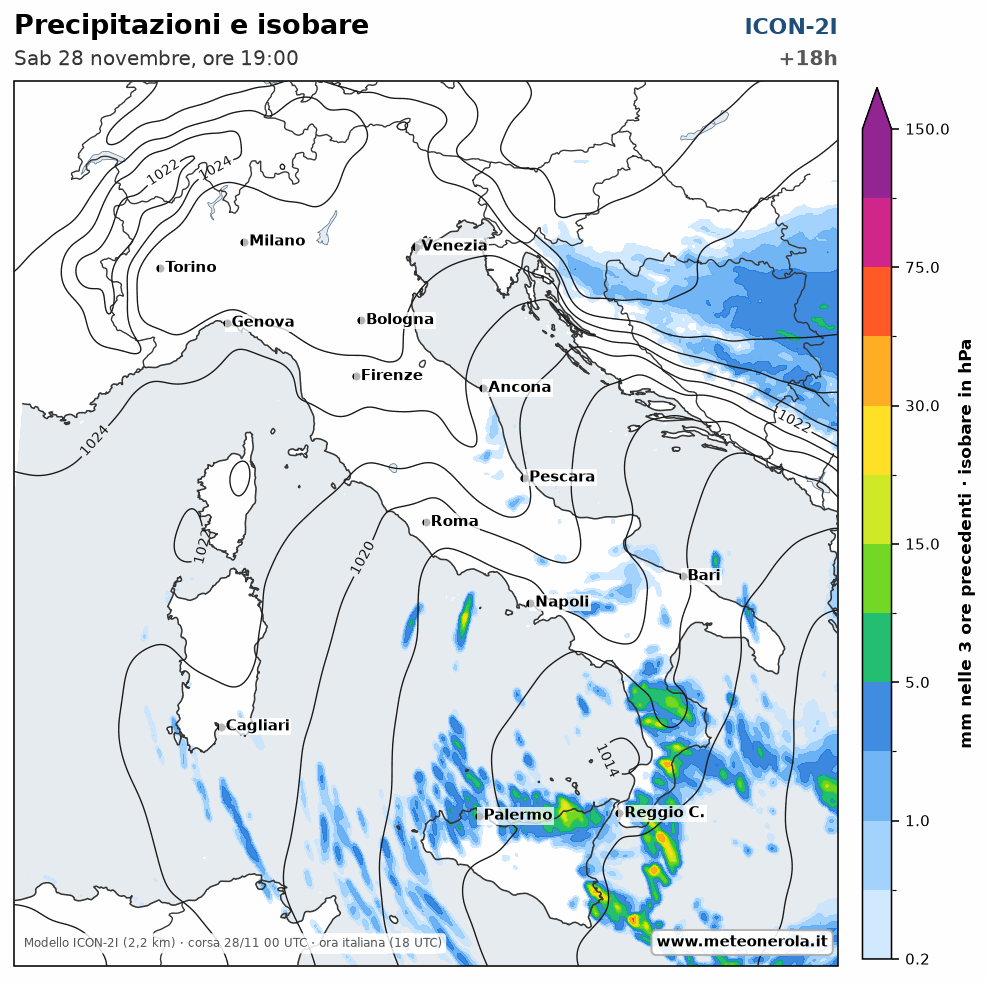 Precipitazioni e isobare
ICON-2I
Sab 28 novembre, ore 19:00
+18h
150.0
75.0
30.0
15.0
5.0
1.0
0.2
mm nelle 3 ore precedenti · isobare in hPa
1022
1024
Milano
Venezia
Torino
Genova
Bologna
Firenze
Ancona
1022
1024
Pescara
Roma
1022
1020
Bari
Napoli
Cagliari
1014
Palermo
Reggio C.
Modello ICON-2I (2,2 km) · corsa 28/11 00 UTC · ora italiana (18 UTC)
www.meteonerola.it